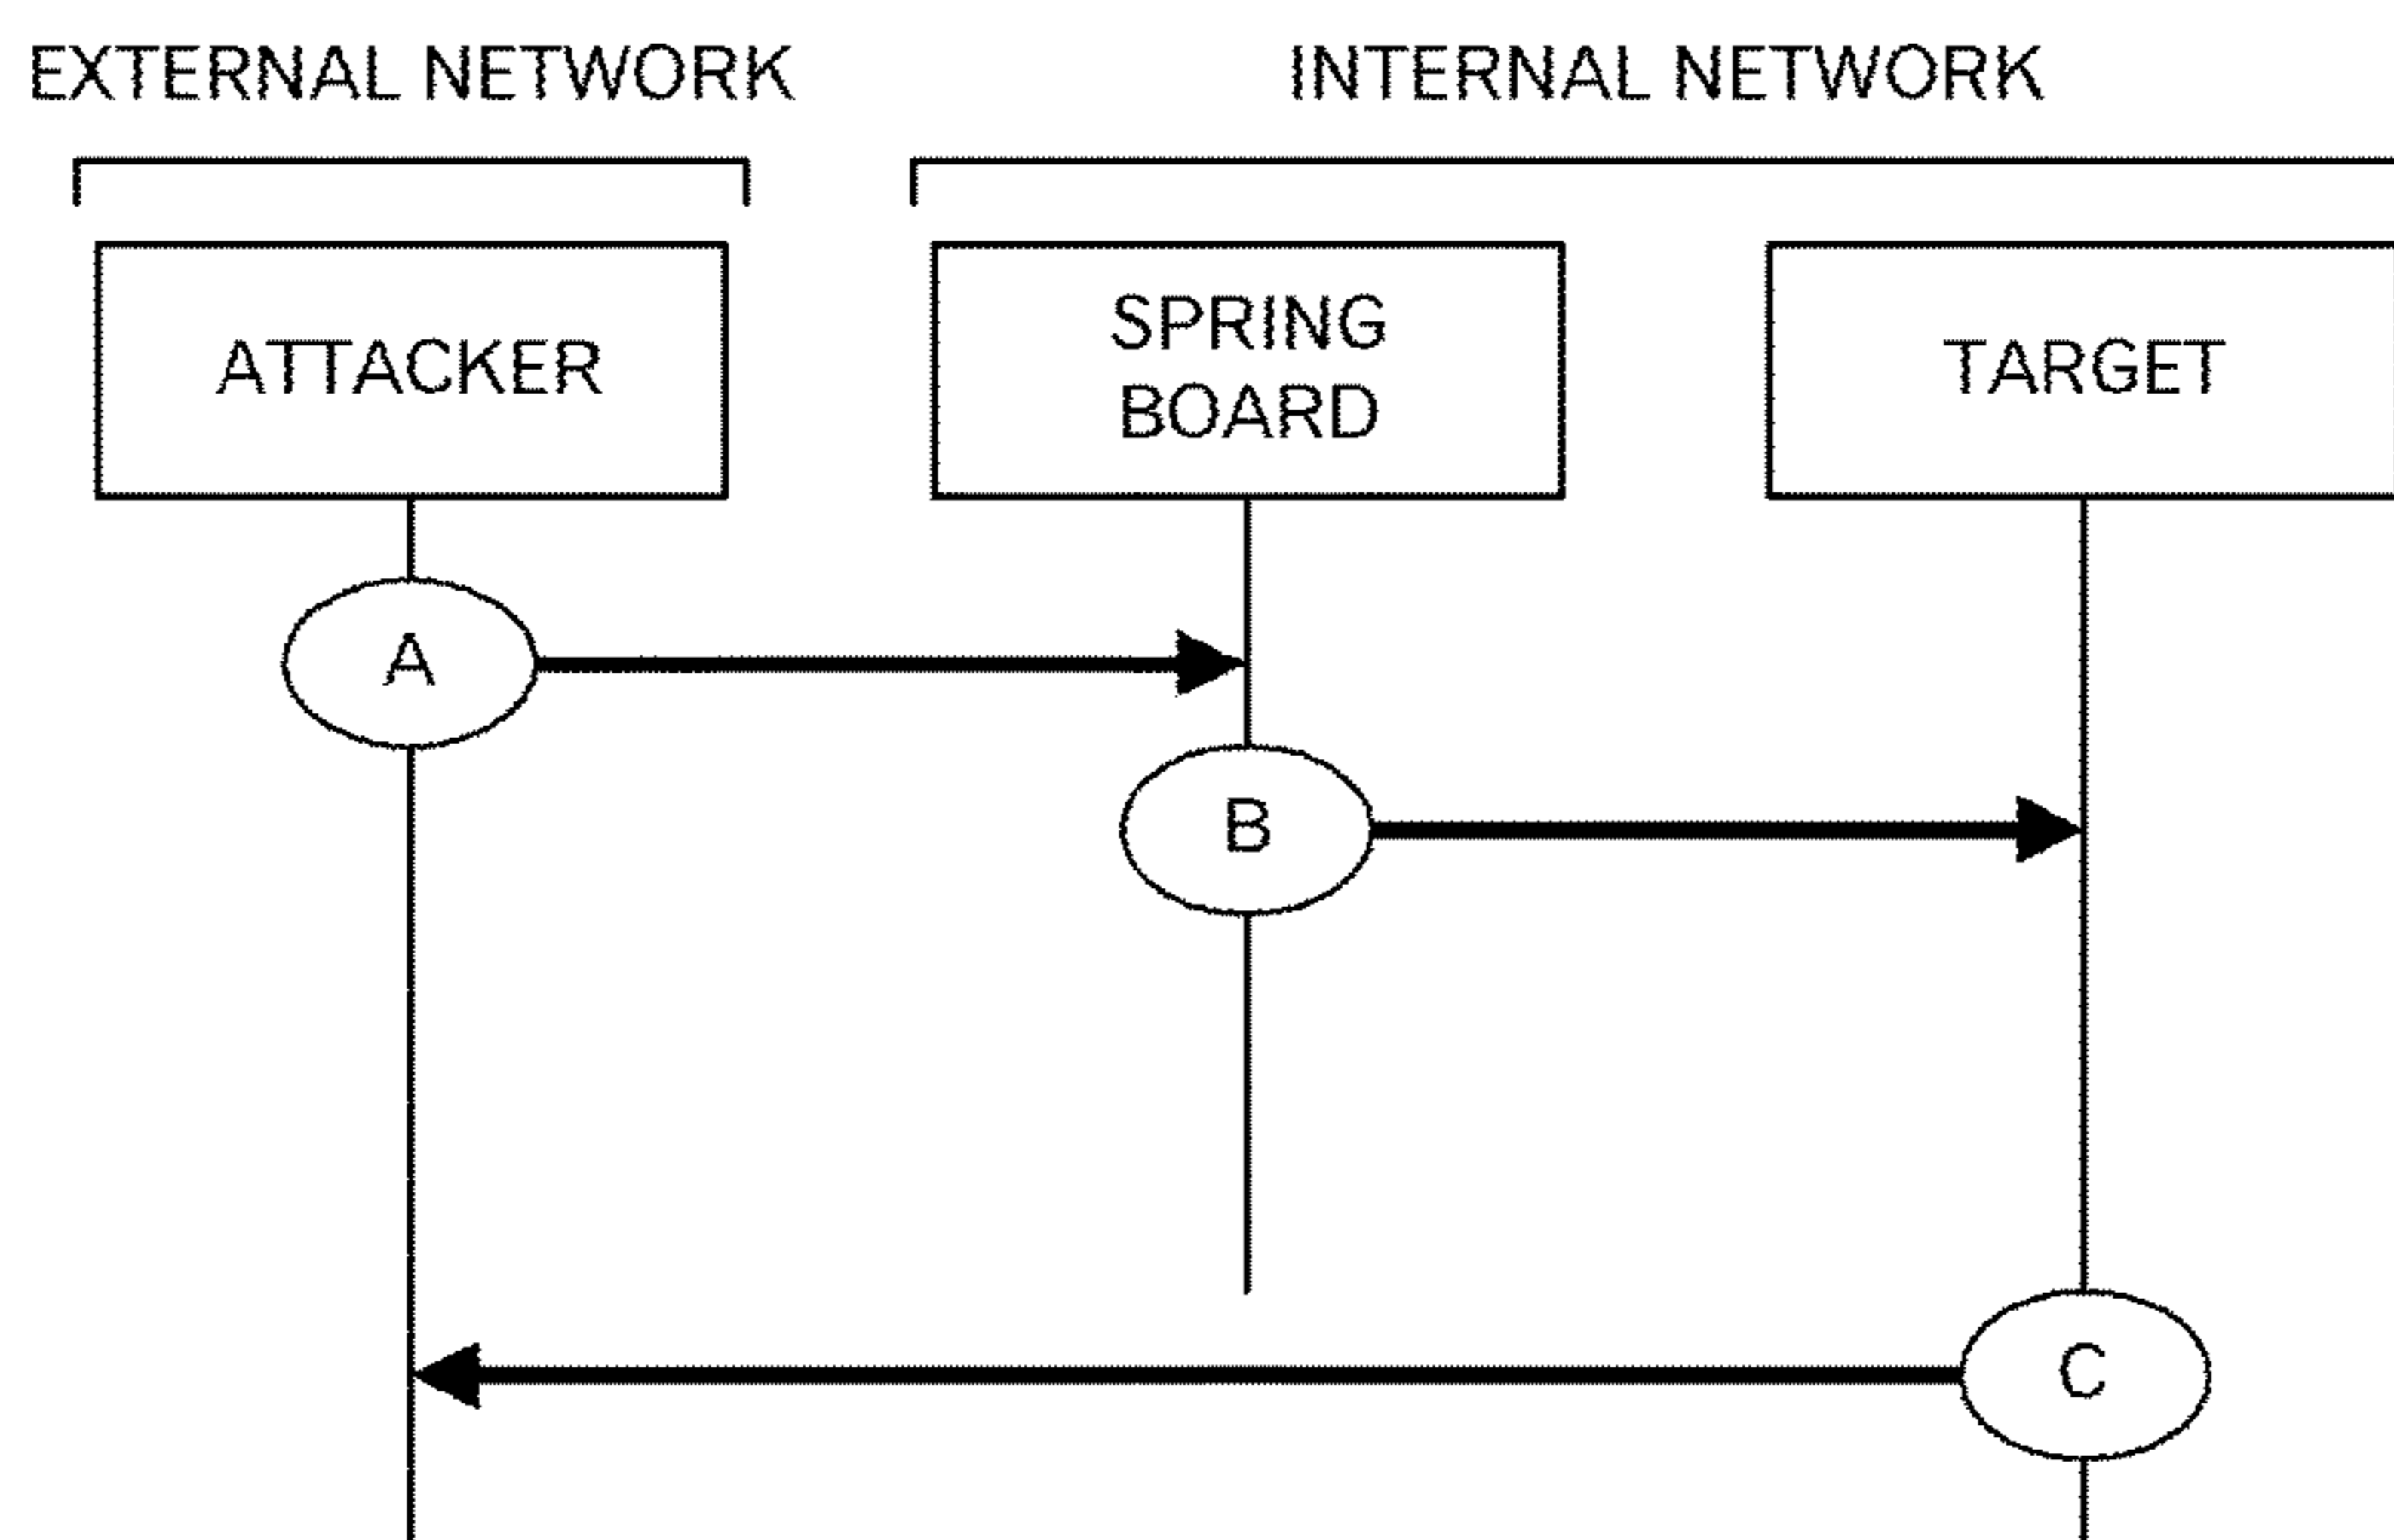 EXTERNAL NETWORK
INTERNAL NETWORK
ATTACKER
SPRING
BOARD
TARGET
A
B
C